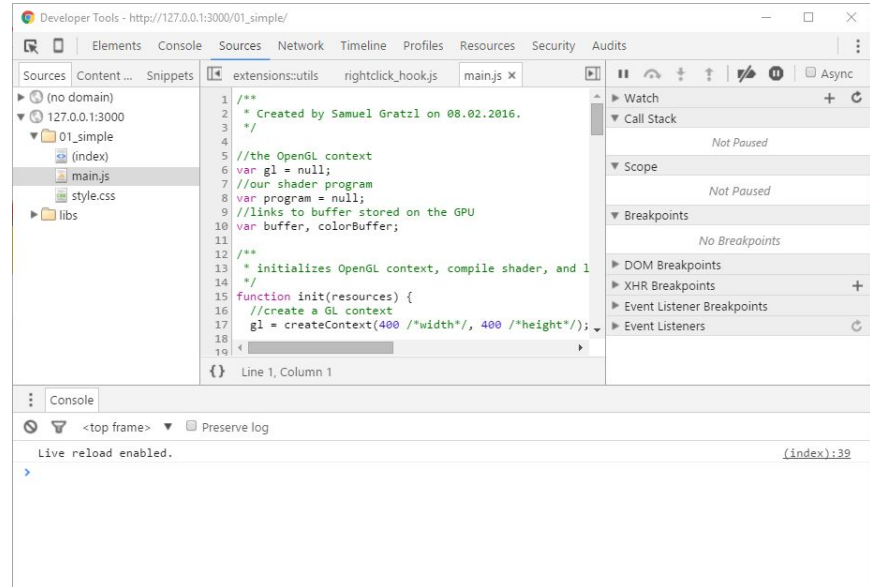 Developer Tools - http://127.0.0.1:3000/01_simple/
Elements Console Sources Network Timeline Profiles Resources Security Audits
Sources Content ... Snippets
(no domain)
127.0.0.1:3000
01_simple
(index)
main.js
style.css
libs
extensions::utils rightclick_hook.js main.js ×
1 /**
2  * Created by Samuel Gratzl on 08.02.2016.
3  */
4
5 //the OpenGL context
6 var gl = null;
7 //our shader program
8 var program = null;
9 //links to buffer stored on the GPU
10 var buffer, colorBuffer;
11
12 /**
13  * initializes OpenGL context, compile shader, and l
14  */
15 function init(resources) {
16   //create a GL context
17   gl = createContext(400 /*width*/, 400 /*height*/);
18
19
{} Line 1, Column 1
Async
Watch
Call Stack
Not Paused
Scope
Not Paused
Breakpoints
No Breakpoints
DOM Breakpoints
XHR Breakpoints
Event Listener Breakpoints
Event Listeners
Console
<top frame> ▼ Preserve log
Live reload enabled. (index):39
>